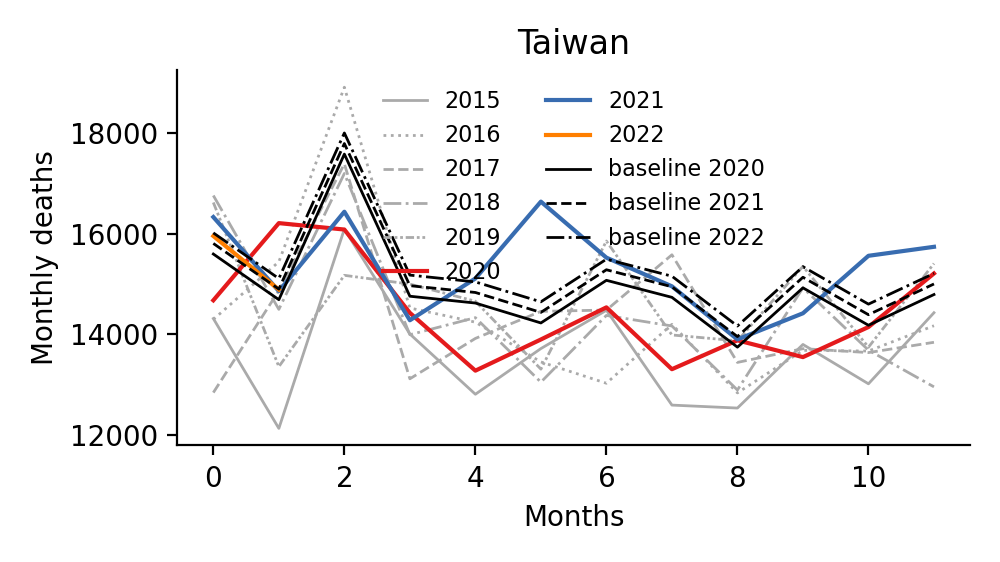 Taiwan
Monthly deaths
18000
16000
14000
12000
2015
2016
2017
2018
2019
2020
2021
2022
baseline 2020
baseline 2021
baseline 2022
0 2 4 6 8 10
Months